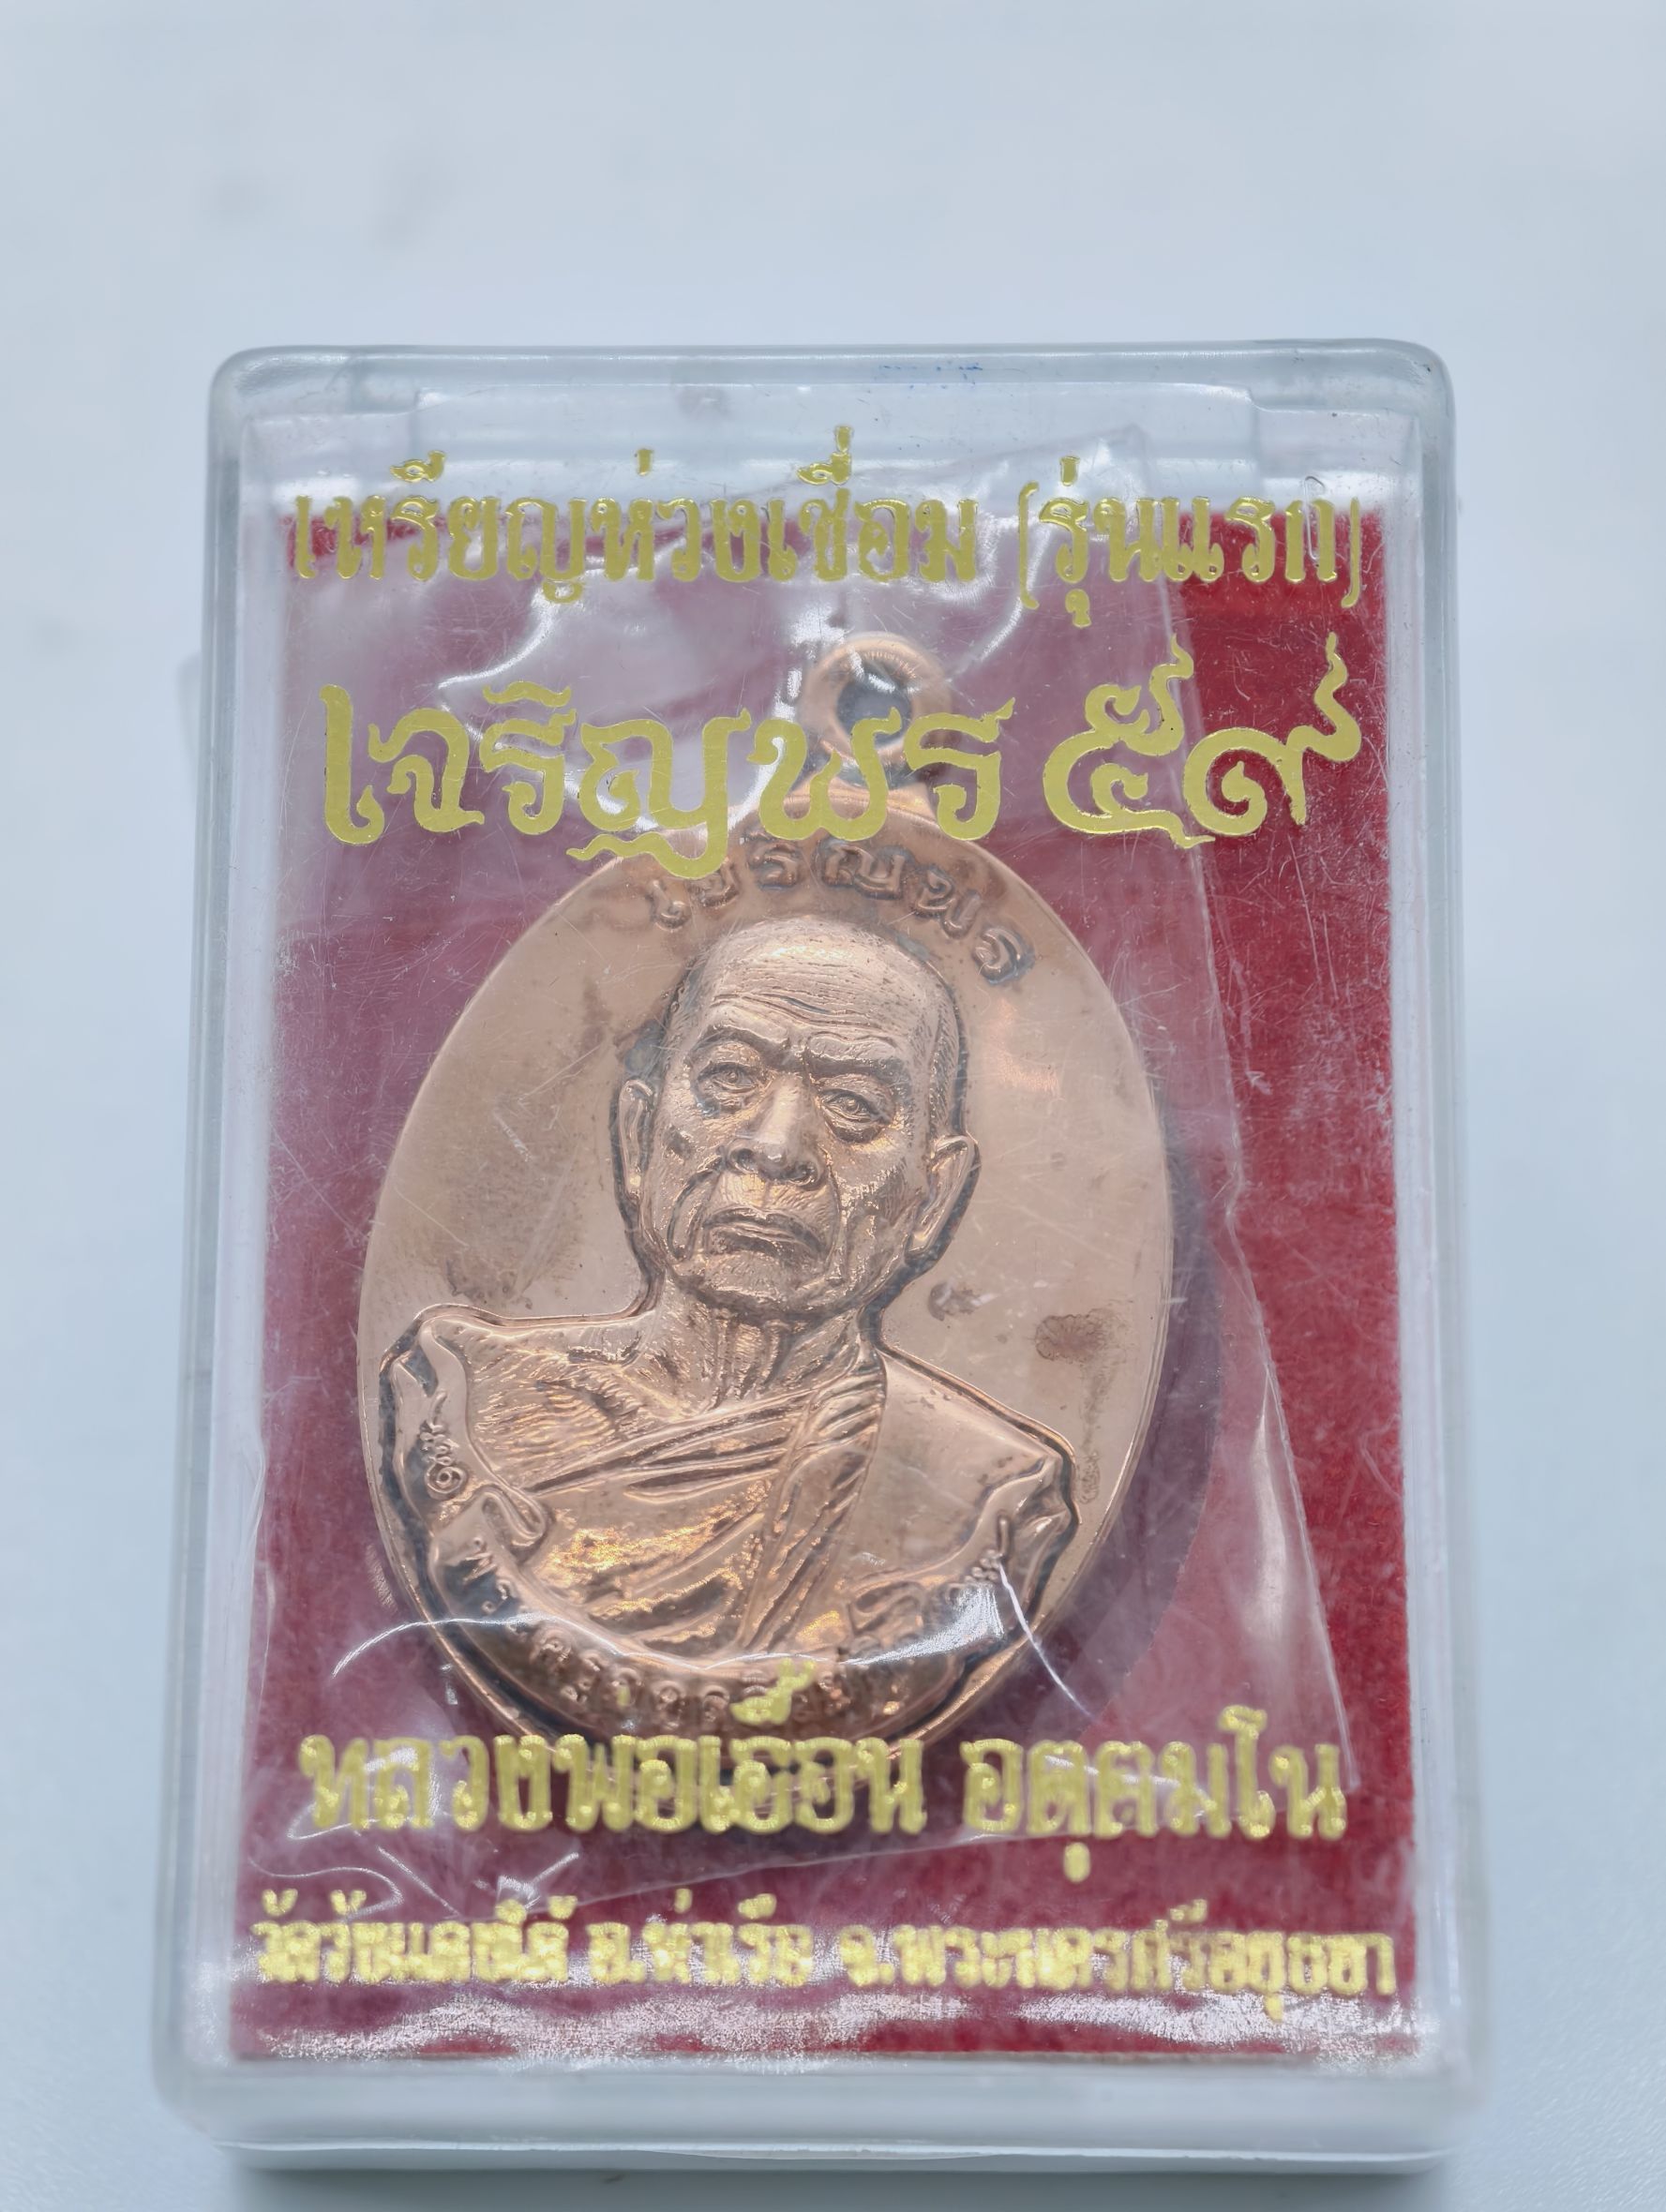 เหรียญห่วงเชื่อม (รุ่นแรก)
เจริญพร ๕๙
เจริญพร
หลวงพ่อเอื้อน อตฺตมโน
วัดวังแดงใต้ อ.ท่าเรือ จ.พระนครศรีอยุธยา